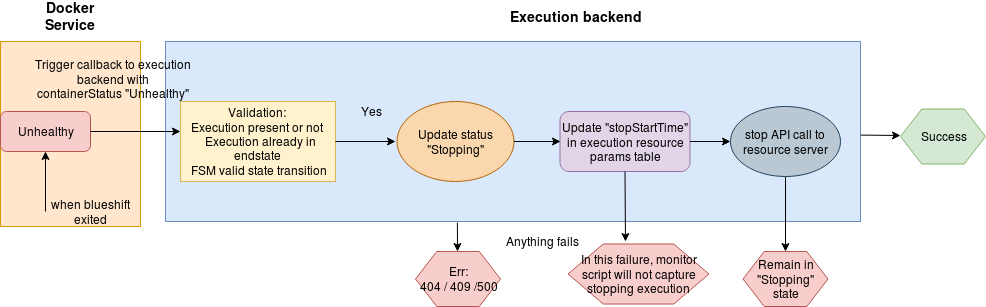 Docker
Service
Execution backend
Trigger callback to execution
backend with
containerStatus "Unhealthy"
Unhealthy
when blueshift
exited
Validation:
Execution present or not
Execution already in
endstate
FSM valid state transition
Yes
Update status
"Stopping"
Update "stopStartTime"
in execution resource
params table
stop API call to
resource server
Success
Err:
404 / 409 /500
Anything fails
In this failure, monitor
script will not capture
stopping execution
Remain in
"Stopping"
state